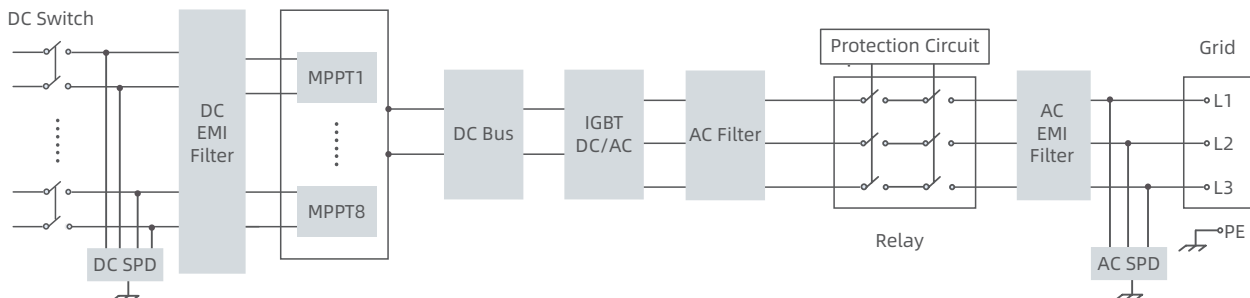 DC Switch
DC
EMI
Filter
MPPT1
MPPT8
DC SPD
DC Bus
IGBT
DC/AC
AC Filter
Protection Circuit
Relay
AC
EMI
Filter
Grid
L1
L2
L3
PE
AC SPD